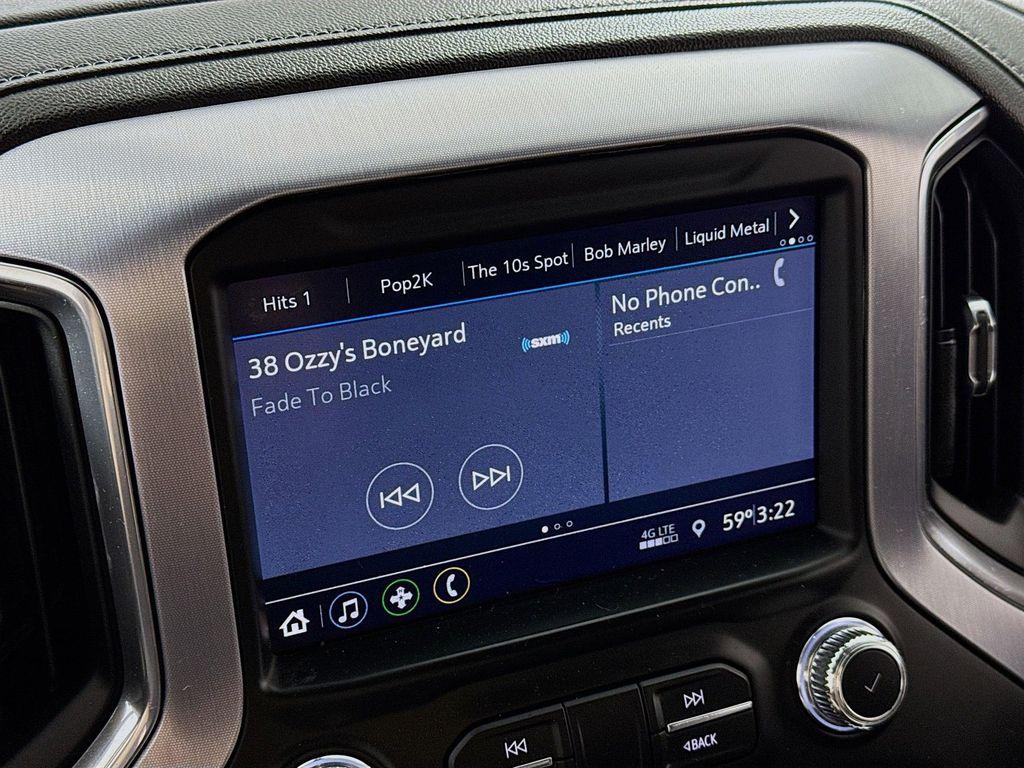 Hits 1 Pop2K The 10s Spot Bob Marley Liquid Metal
38 Ozzy's Boneyard
sxm
Fade To Black
No Phone Con..
Recents
4G LTE
59° 3:22
BACK